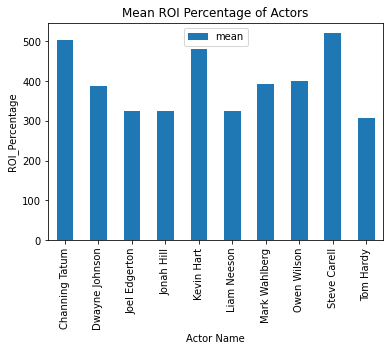 Mean ROI Percentage of Actors
mean
ROI_Percentage
500
400
300
200
100
0
Channing Tatum
Dwayne Johnson
Joel Edgerton
Jonah Hill
Kevin Hart
Liam Neeson
Mark Wahlberg
Owen Wilson
Steve Carell
Tom Hardy
Actor Name